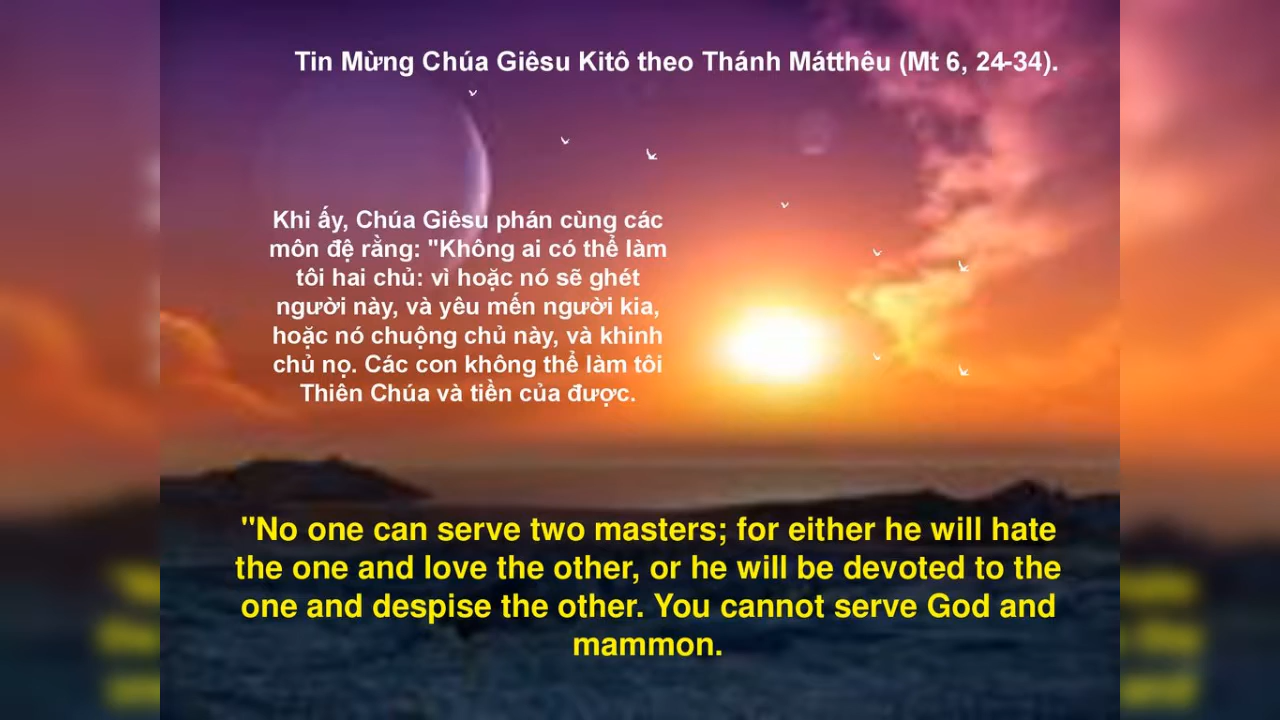 Tin Mừng Chúa Giêsu Kitô theo Thánh Mátthêu (Mt 6, 24-34).
Khi ấy, Chúa Giêsu phán cùng các
môn đệ rằng: "Không ai có thể làm
tôi hai chủ: vì hoặc nó sẽ ghét
người này, và yêu mến người kia,
hoặc nó chuộng chủ này, và khinh
chủ nọ. Các con không thể làm tôi
Thiên Chúa và tiền của được.
"No one can serve two masters; for either he will hate
the one and love the other, or he will be devoted to the
one and despise the other. You cannot serve God and
mammon.